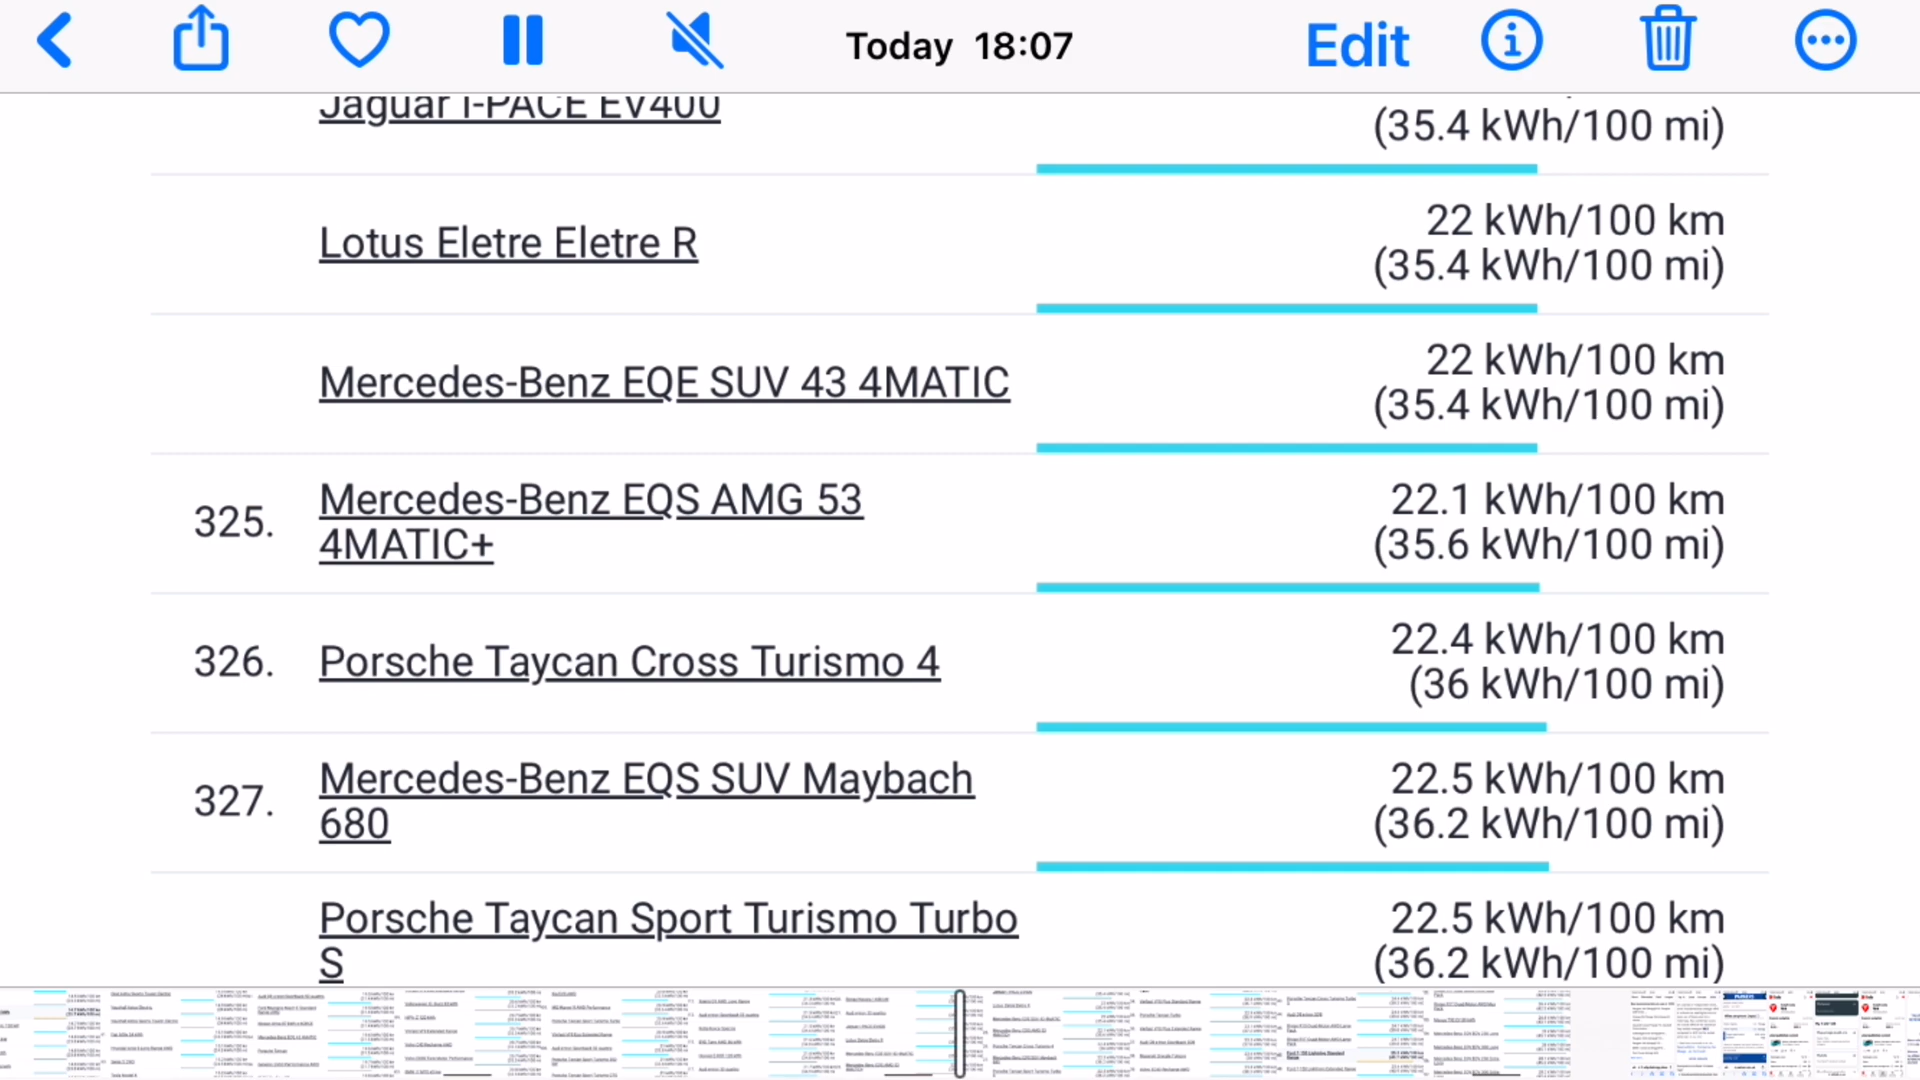 Today 18:07
Edit
Jaguar I-PACE EV400
(35.4 kWh/100 mi)
Lotus Eletre Eletre R
22 kWh/100 km
(35.4 kWh/100 mi)
Mercedes-Benz EQE SUV 43 4MATIC
22 kWh/100 km
(35.4 kWh/100 mi)
325.
Mercedes-Benz EQS AMG 53
4MATIC+
22.1 kWh/100 km
(35.6 kWh/100 mi)
326.
Porsche Taycan Cross Turismo 4
22.4 kWh/100 km
(36 kWh/100 mi)
327.
Mercedes-Benz EQS SUV Maybach
680
22.5 kWh/100 km
(36.2 kWh/100 mi)
Porsche Taycan Sport Turismo Turbo
S
22.5 kWh/100 km
(36.2 kWh/100 mi)